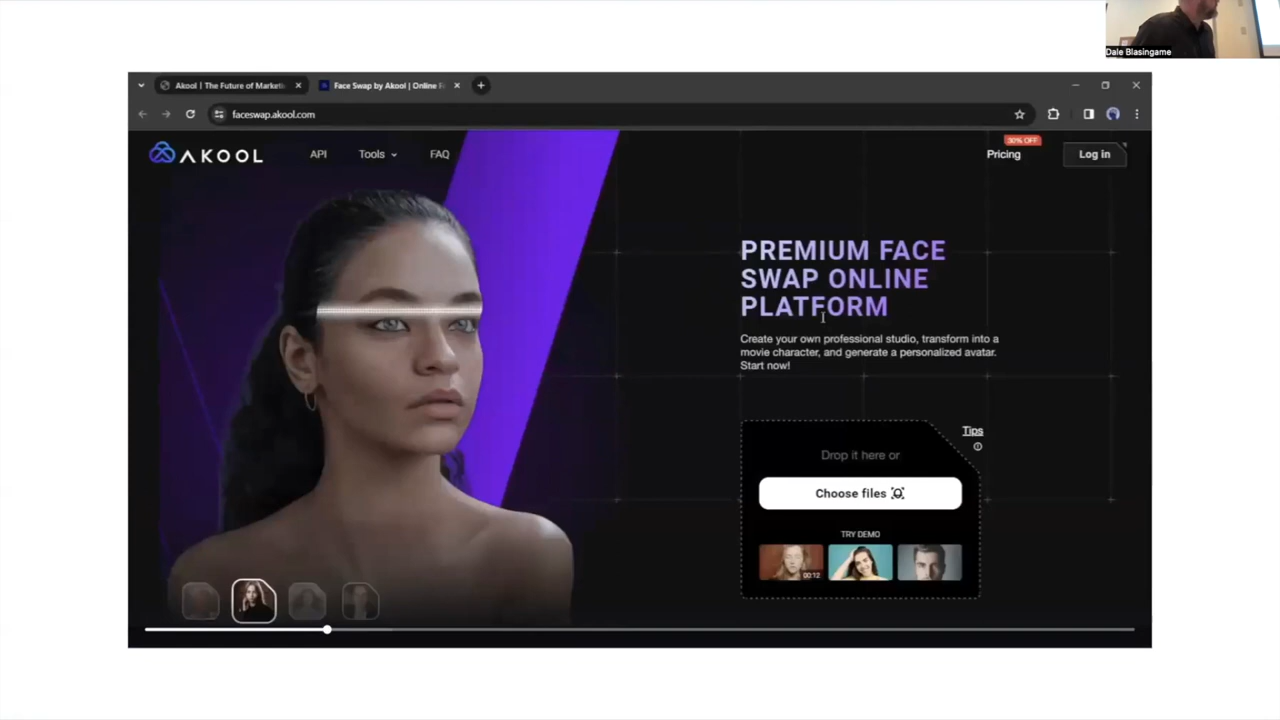 Dale Blasingame
Akool | The Future of Marketi
Face Swap by Akool | Online F
faceswap.akool.com
AKOOL
API
Tools
FAQ
30% OFF
Pricing
Log in
PREMIUM FACE
SWAP ONLINE
PLATFORM
Create your own professional studio, transform into a
movie character, and generate a personalized avatar.
Start now!
Tips
Drop it here or
Choose files
TRY DEMO
00:12